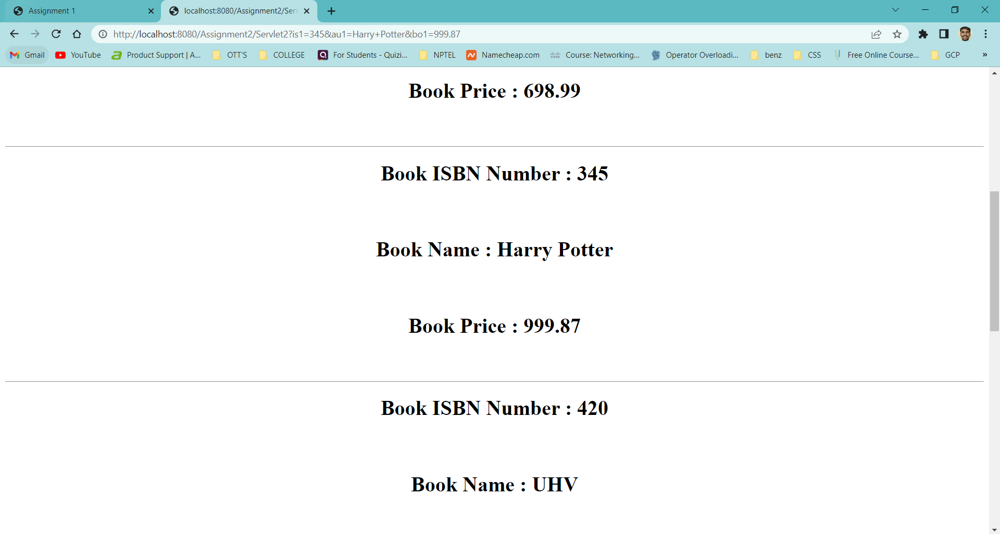 Assignment 1
localhost:8080/Assignment2/Serv
http://localhost:8080/Assignment2/Servlet2?is1=345&au1=Harry+Potter&bo1=999.87
Gmail YouTube Product Support | A... OTT'S COLLEGE For Students - Quizi... NPTEL Namecheap.com Course: Networking... Operator Overloadi... benz CSS Free Online Course... GCP »
Book Price : 698.99
Book ISBN Number : 345
Book Name : Harry Potter
Book Price : 999.87
Book ISBN Number : 420
Book Name : UHV